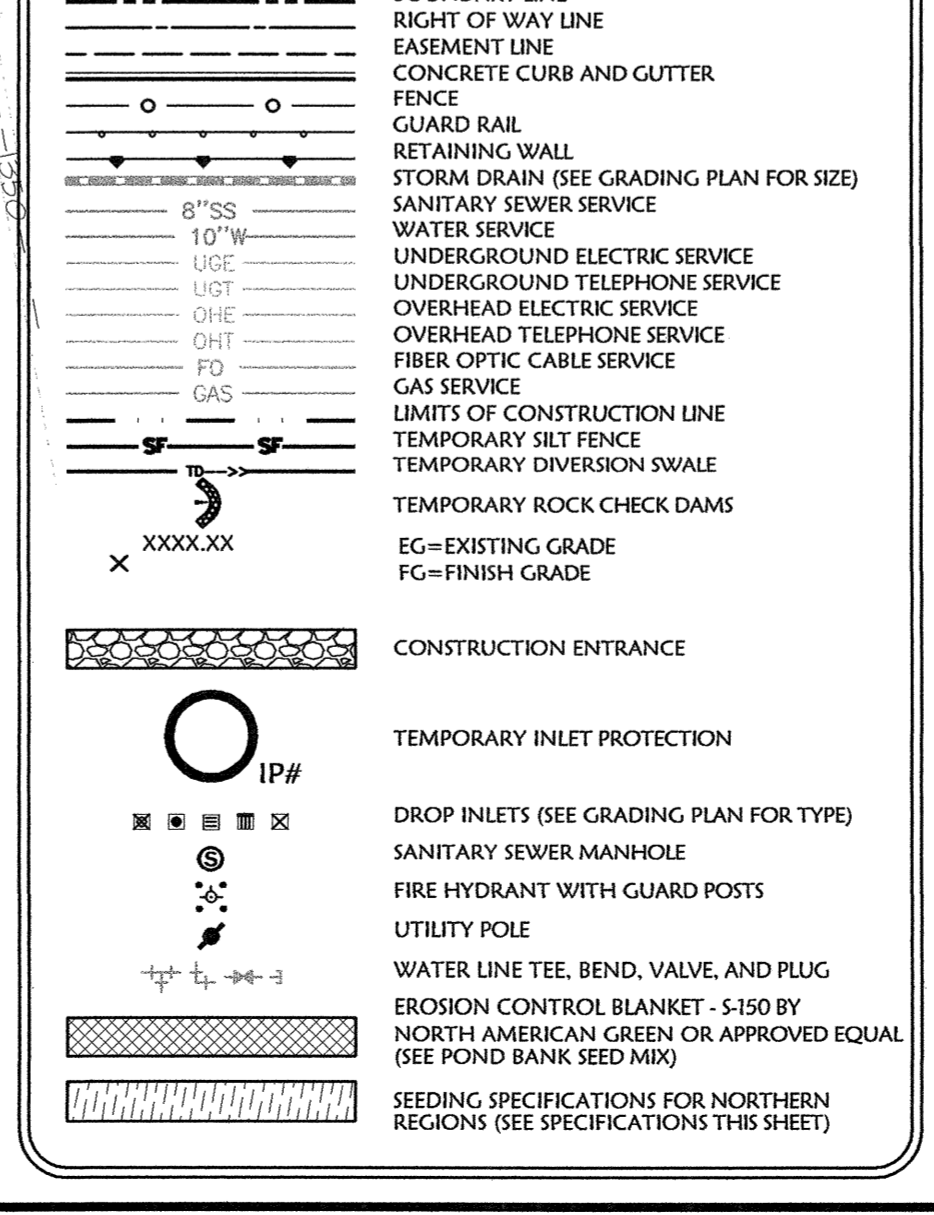 BOUNDARY LINE
RIGHT OF WAY LINE
EASEMENT LINE
CONCRETE CURB AND GUTTER
FENCE
GUARD RAIL
RETAINING WALL
STORM DRAIN (SEE GRADING PLAN FOR SIZE)
8"SS SANITARY SEWER SERVICE
10"W WATER SERVICE
UGE UNDERGROUND ELECTRIC SERVICE
UGT UNDERGROUND TELEPHONE SERVICE
OHE OVERHEAD ELECTRIC SERVICE
OHT OVERHEAD TELEPHONE SERVICE
FO FIBER OPTIC CABLE SERVICE
GAS GAS SERVICE
LIMITS OF CONSTRUCTION LINE
SF SF TEMPORARY SILT FENCE
TD-->> TEMPORARY DIVERSION SWALE
TEMPORARY ROCK CHECK DAMS
XXXX.XX EG=EXISTING GRADE
FG=FINISH GRADE
CONSTRUCTION ENTRANCE
TEMPORARY INLET PROTECTION
IP#
DROP INLETS (SEE GRADING PLAN FOR TYPE)
S SANITARY SEWER MANHOLE
FIRE HYDRANT WITH GUARD POSTS
UTILITY POLE
WATER LINE TEE, BEND, VALVE, AND PLUG
EROSION CONTROL BLANKET - S-150 BY
NORTH AMERICAN GREEN OR APPROVED EQUAL
(SEE POND BANK SEED MIX)
SEEDING SPECIFICATIONS FOR NORTHERN
REGIONS (SEE SPECIFICATIONS THIS SHEET)
1350